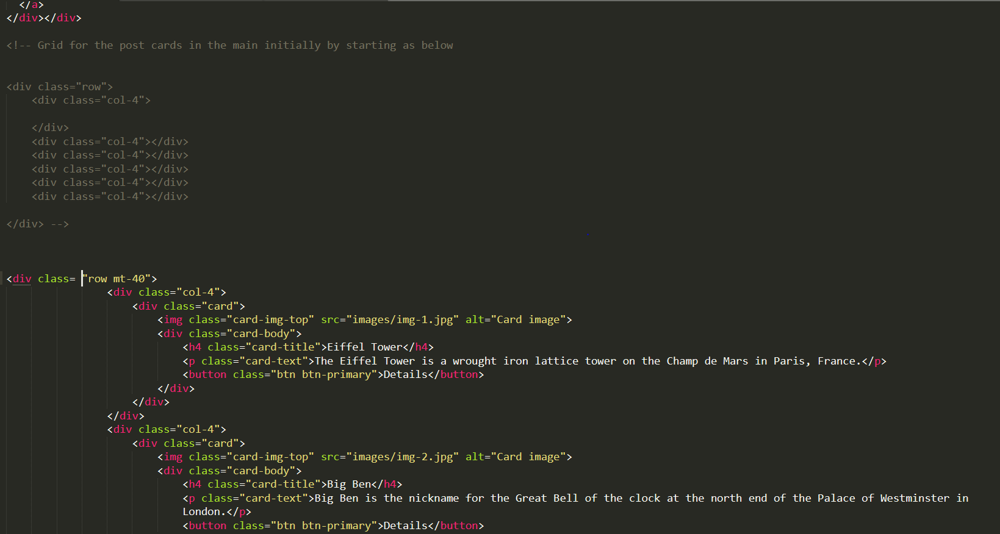 </a>
</div></div>
<!-- Grid for the post cards in the main initially by starting as below
<div class="row">
<div class="col-4">
</div>
<div class="col-4"></div>
<div class="col-4"></div>
<div class="col-4"></div>
<div class="col-4"></div>
<div class="col-4"></div>
</div> -->
<div class= "row mt-40">
<div class="col-4">
<div class="card">
<img class="card-img-top" src="images/img-1.jpg" alt="Card image">
<div class="card-body">
<h4 class="card-title">Eiffel Tower</h4>
<p class="card-text">The Eiffel Tower is a wrought iron lattice tower on the Champ de Mars in Paris, France.</p>
<button class="btn btn-primary">Details</button>
</div>
</div>
</div>
<div class="col-4">
<div class="card">
<img class="card-img-top" src="images/img-2.jpg" alt="Card image">
<div class="card-body">
<h4 class="card-title">Big Ben</h4>
<p class="card-text">Big Ben is the nickname for the Great Bell of the clock at the north end of the Palace of Westminster in
London.</p>
<button class="btn btn-primary">Details</button>